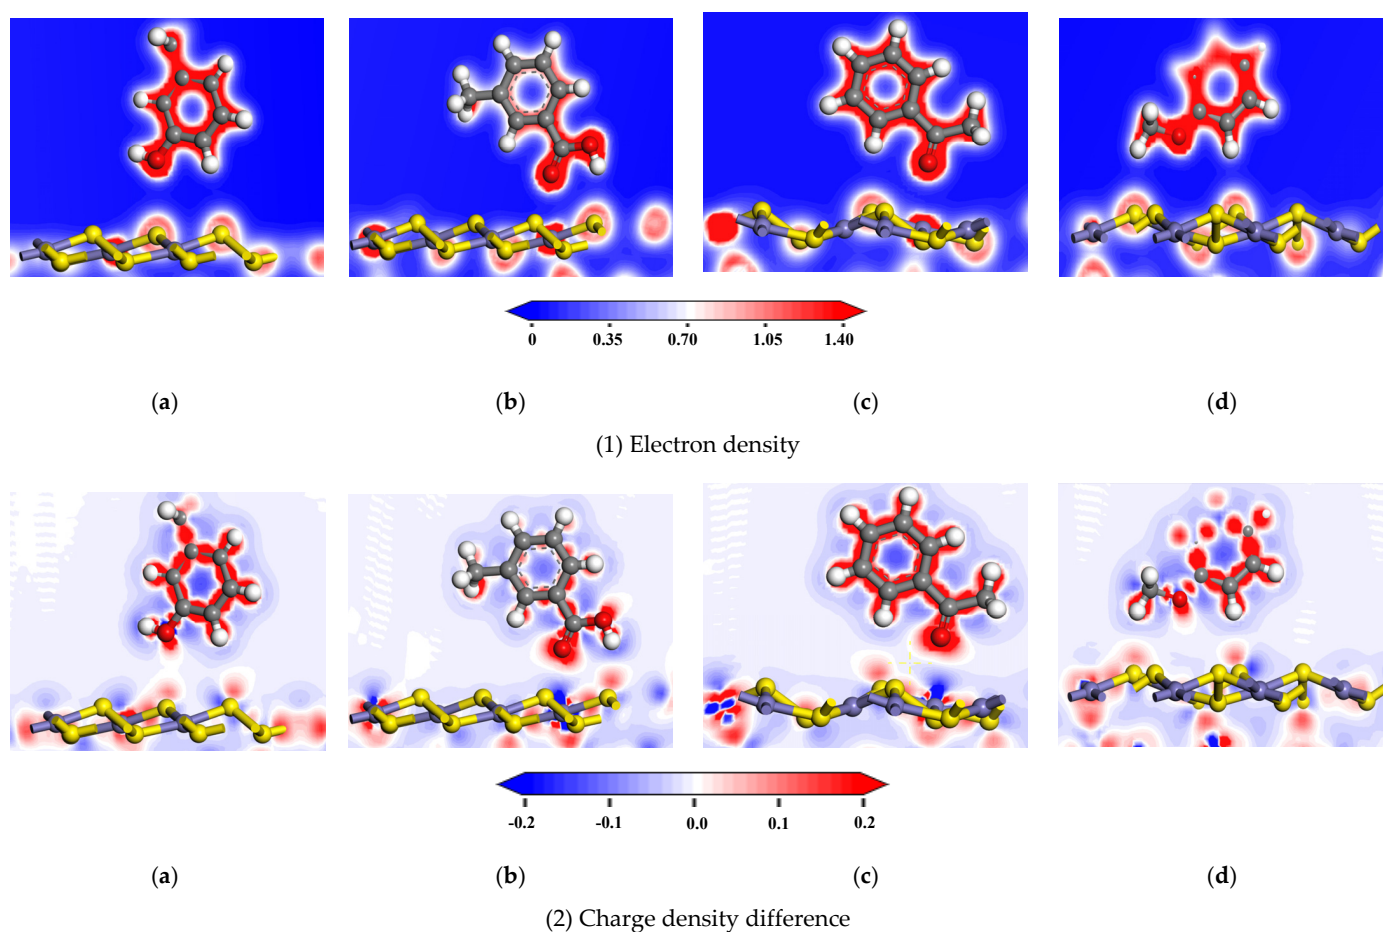 0 0.35 0.70 1.05 1.40
(a) (b) (c) (d)
(1) Electron density
-0.2 -0.1 0.0 0.1 0.2
(a) (b) (c) (d)
(2) Charge density difference